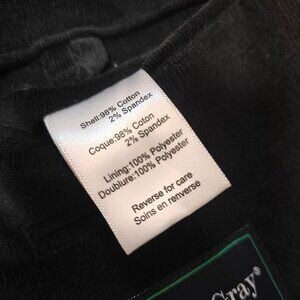 Shell:98% Cotton
2% Spandex
Coque:98% Coton
2% Spandex
Lining:100% Polyester
Doublure:100% Polyester
Reverse for care
Soins en renverse
Gray®